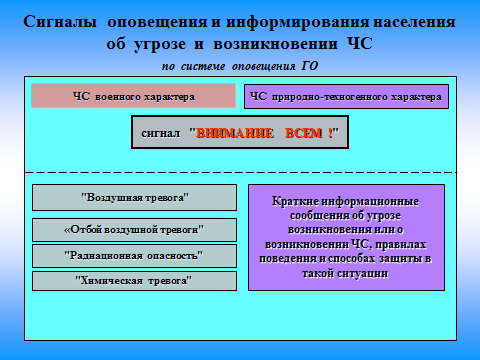 Сигналы оповещения и информирования населения
об угрозе и возникновении ЧС
по системе оповещения ГО
ЧС военного характера
ЧС природно-техногенного характера
сигнал "ВНИМАНИЕ ВСЕМ !"
"Воздушная тревога"
«Отбой воздушной тревоги"
"Радиационная опасность"
"Химическая тревога"
Краткие информационные
сообщения об угрозе
возникновения или о
возникновении ЧС, правилах
поведения и способах защиты в
такой ситуации